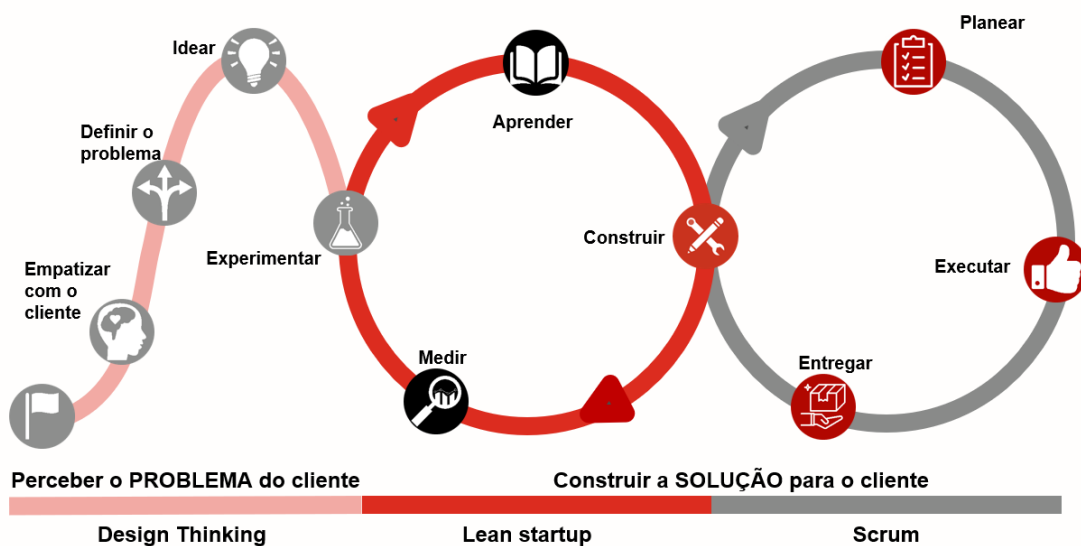 Idear
Definir o
problema
Empatizar
com o
cliente
Experimentar
Aprender
Construir
Medir
Planear
Executar
Entregar
Perceber o PROBLEMA do cliente
Construir a SOLUÇÃO para o cliente
Design Thinking
Lean startup
Scrum